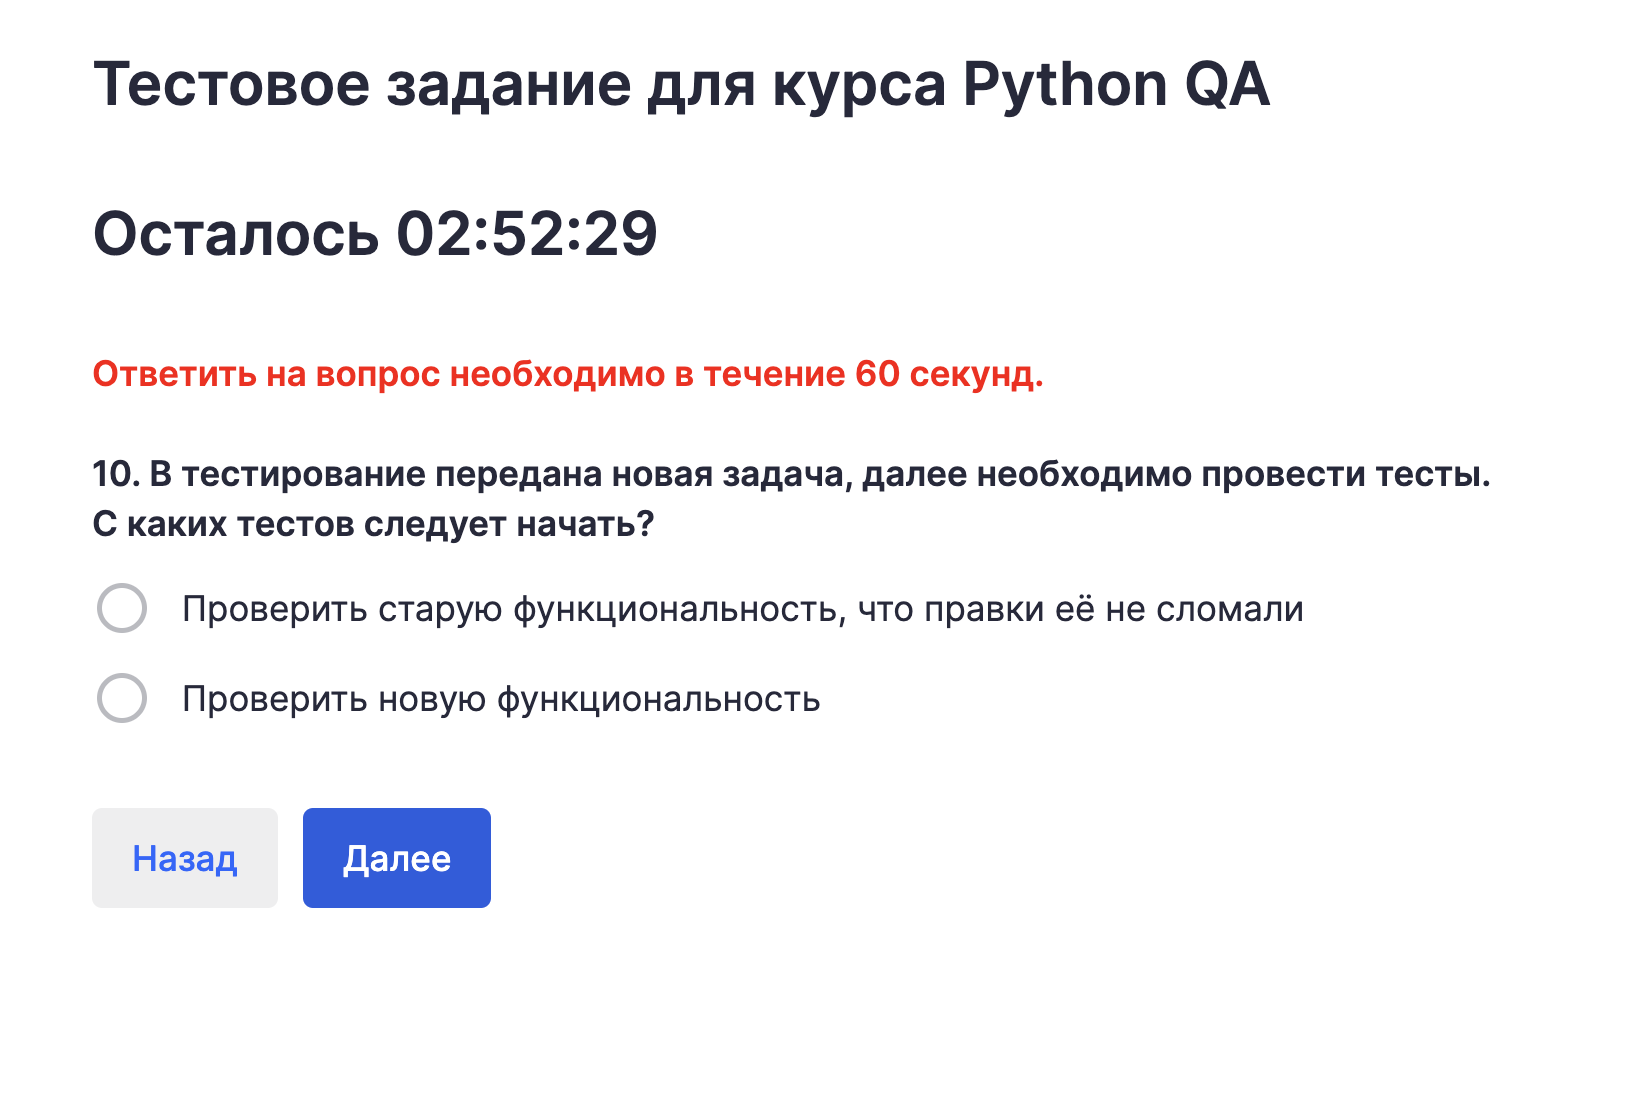 Тестовое задание для курса Python QA
Осталось 02:52:29
Ответить на вопрос необходимо в течение 60 секунд.
10. В тестирование передана новая задача, далее необходимо провести тесты.
С каких тестов следует начать?
Проверить старую функциональность, что правки её не сломали
Проверить новую функциональность
Назад Далее